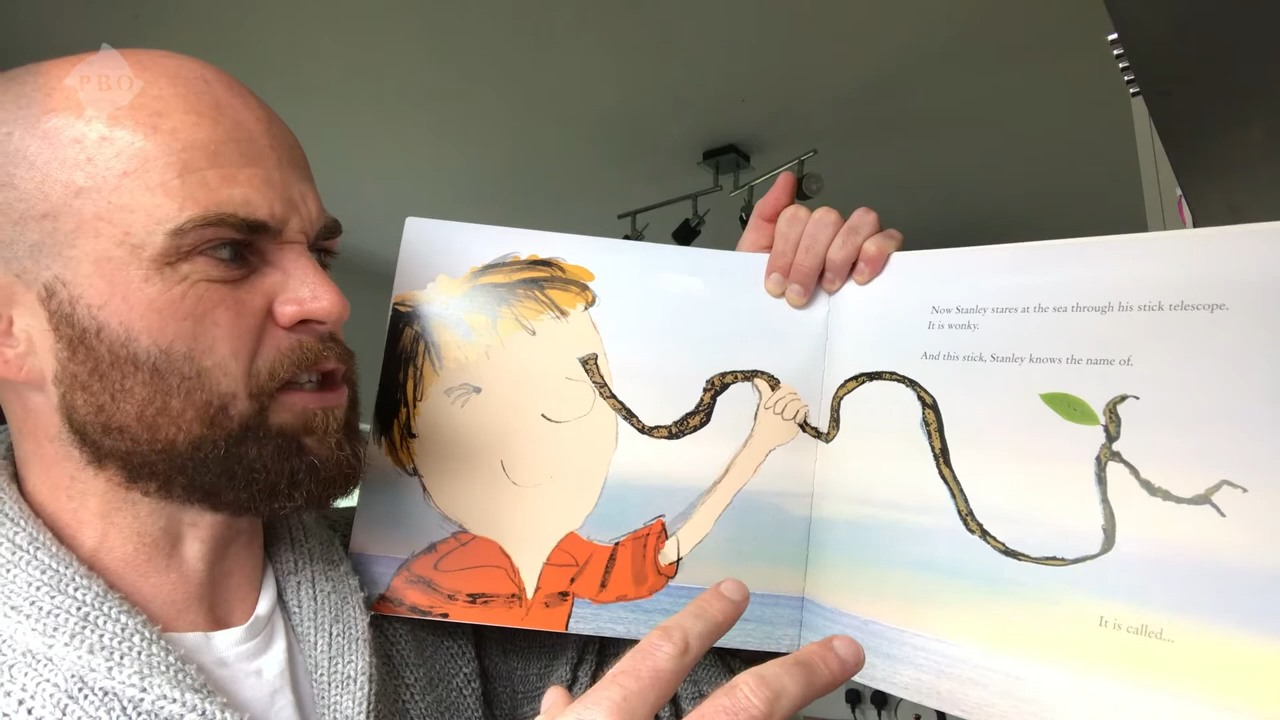 PBO
Now Stanley stares at the sea through his stick telescope.
It is wonky.
And this stick, Stanley knows the name of.
It is called...